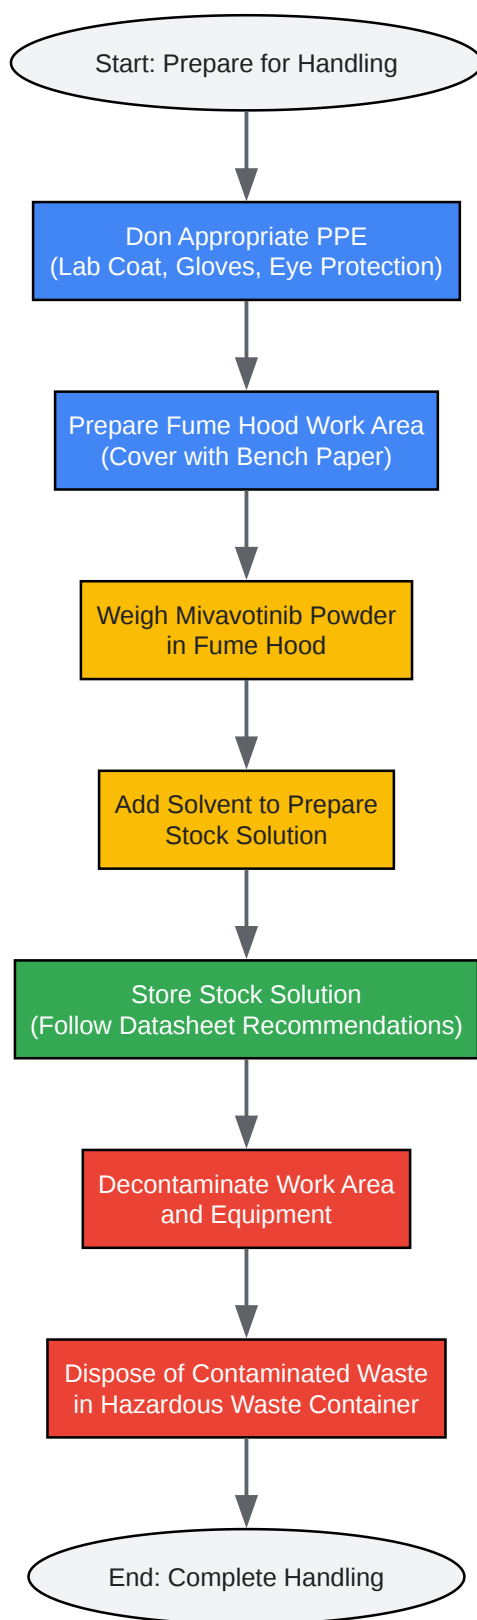 Start: Prepare for Handling
Don Appropriate PPE
(Lab Coat, Gloves, Eye Protection)
Prepare Fume Hood Work Area
(Cover with Bench Paper)
Weigh Mivavotinib Powder
in Fume Hood
Add Solvent to Prepare
Stock Solution
Store Stock Solution
(Follow Datasheet Recommendations)
Decontaminate Work Area
and Equipment
Dispose of Contaminated Waste
in Hazardous Waste Container
End: Complete Handling